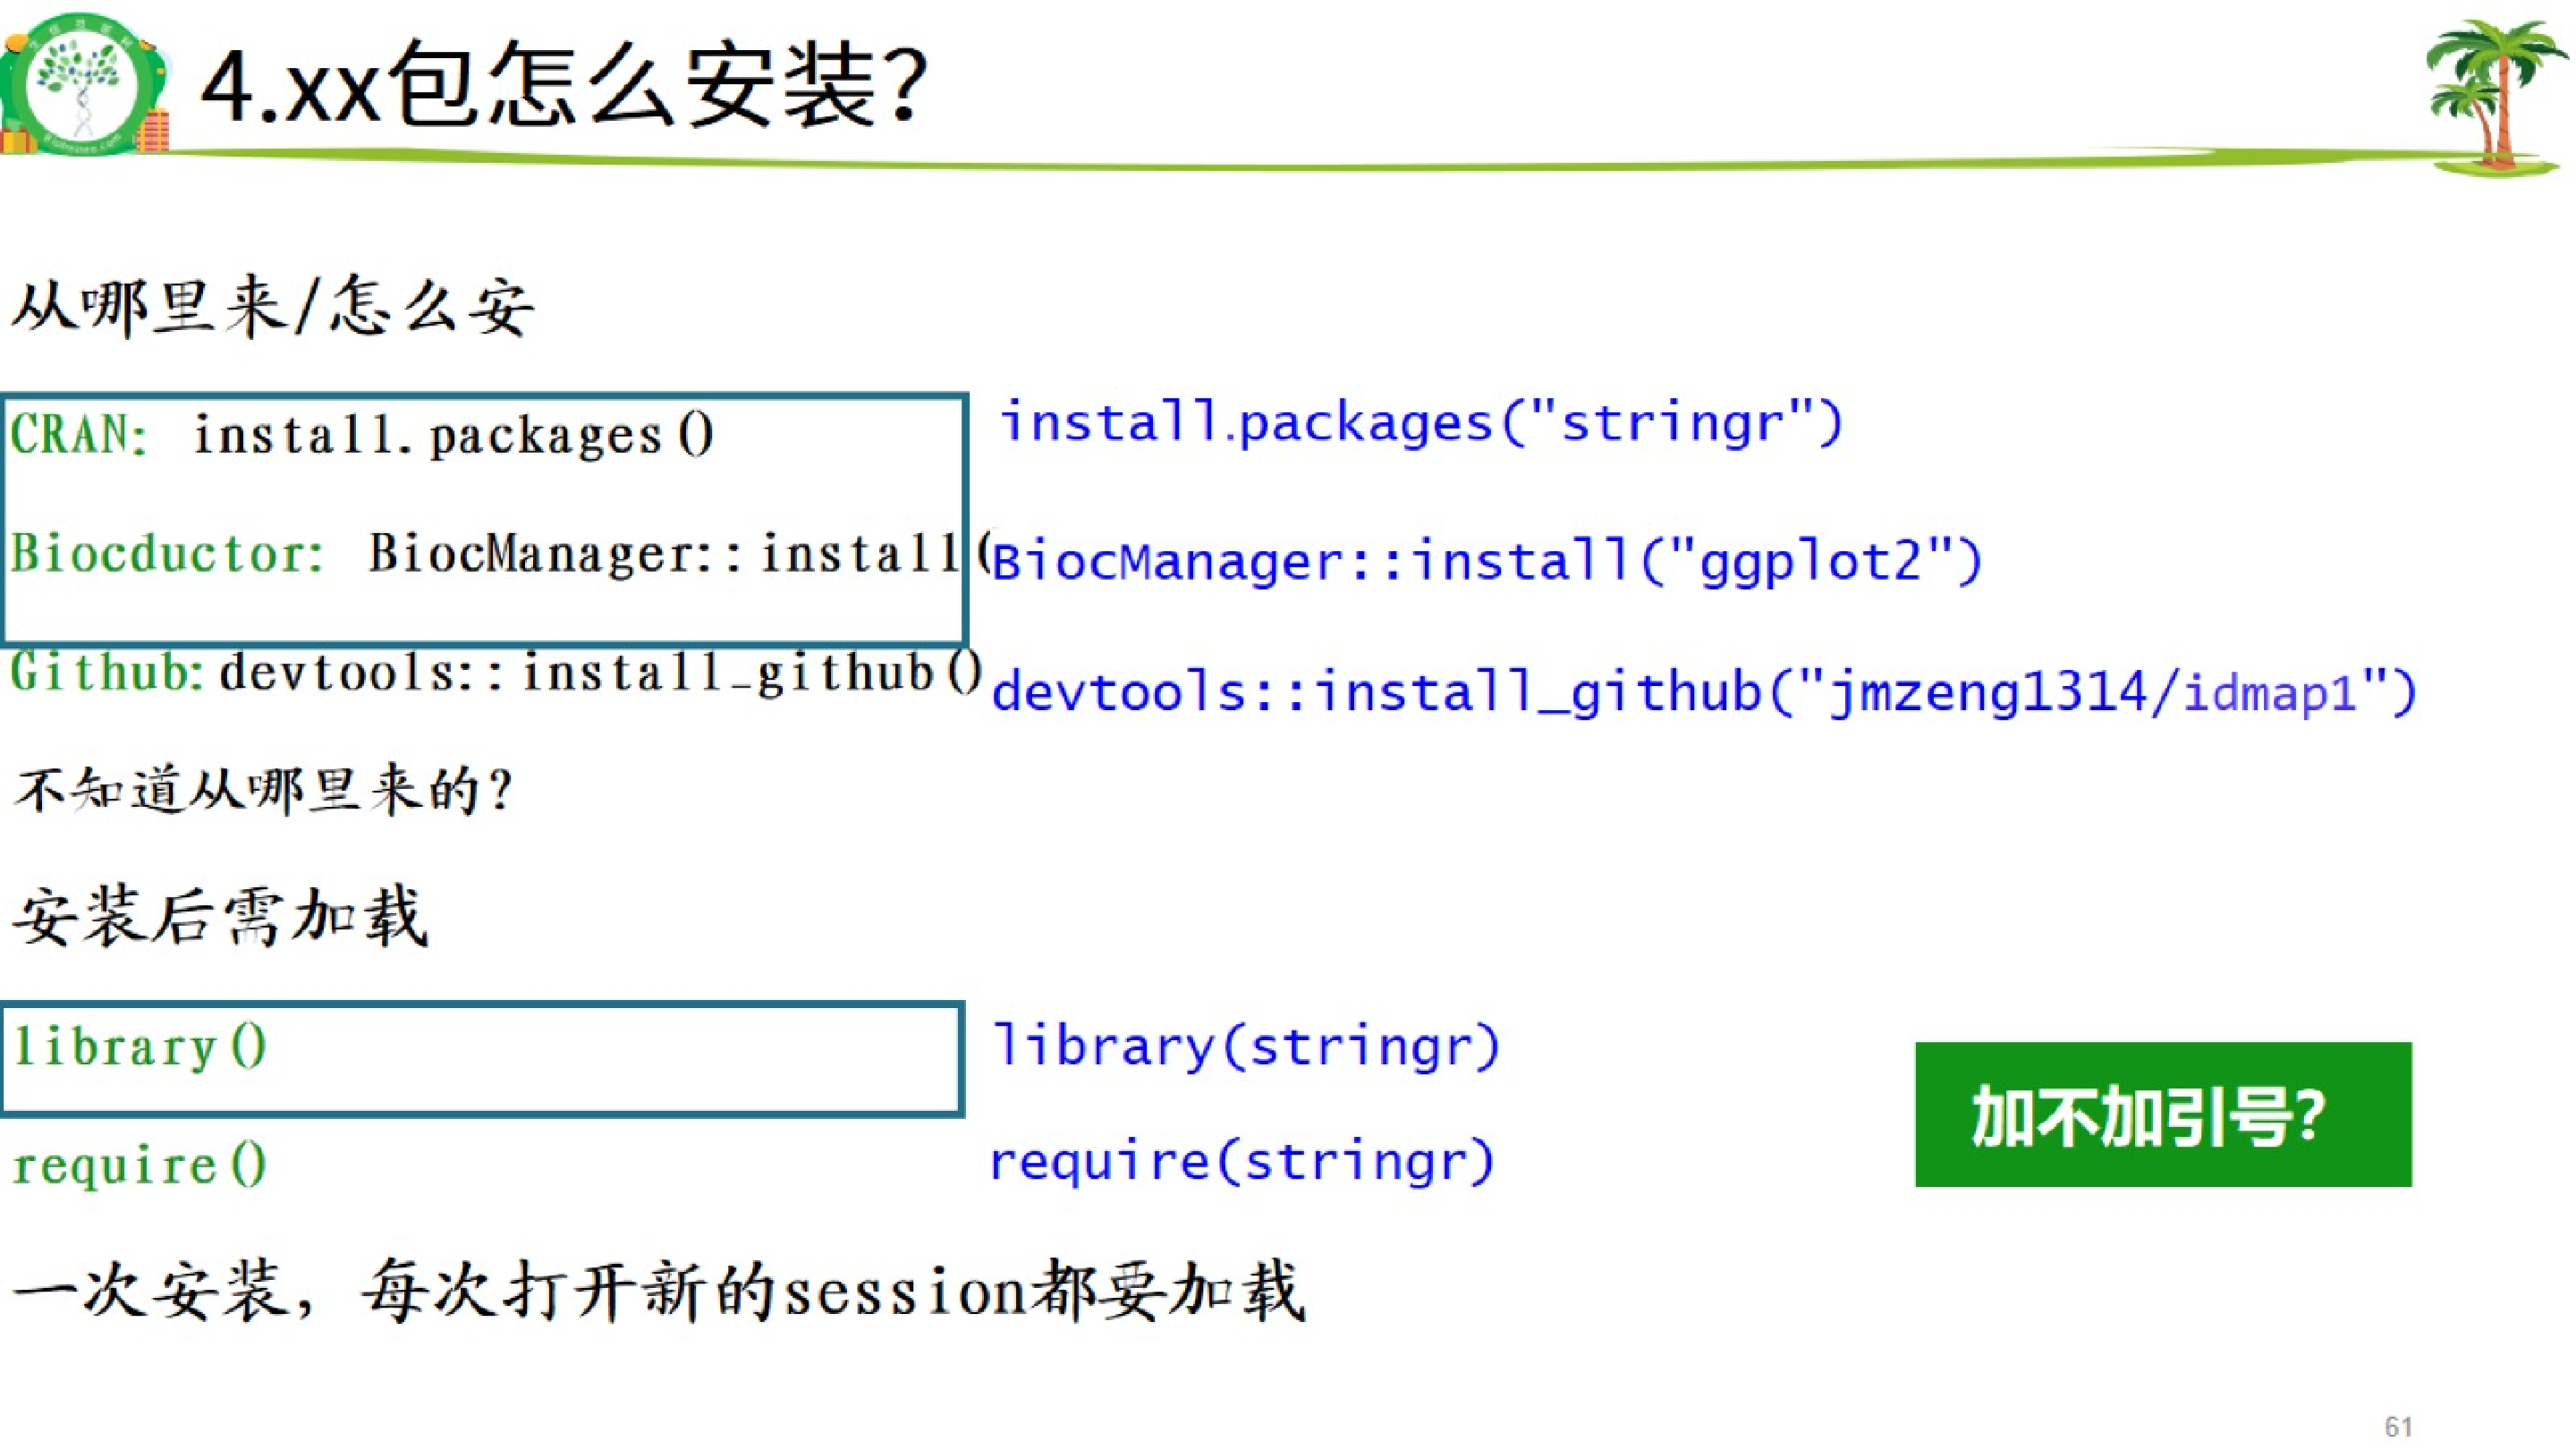 4.xx包怎么安装？
从哪里来/怎么安
CRAN: install.packages() install.packages("stringr")
Biocductor: BiocManager::install( BiocManager::install("ggplot2")
Github:devtools::install_github() devtools::install_github("jmzeng1314/idmap1")
不知道从哪里来的？
安装后需加载
library() library(stringr)
加不加引号？
require() require(stringr)
一次安装，每次打开新的session都要加载
61